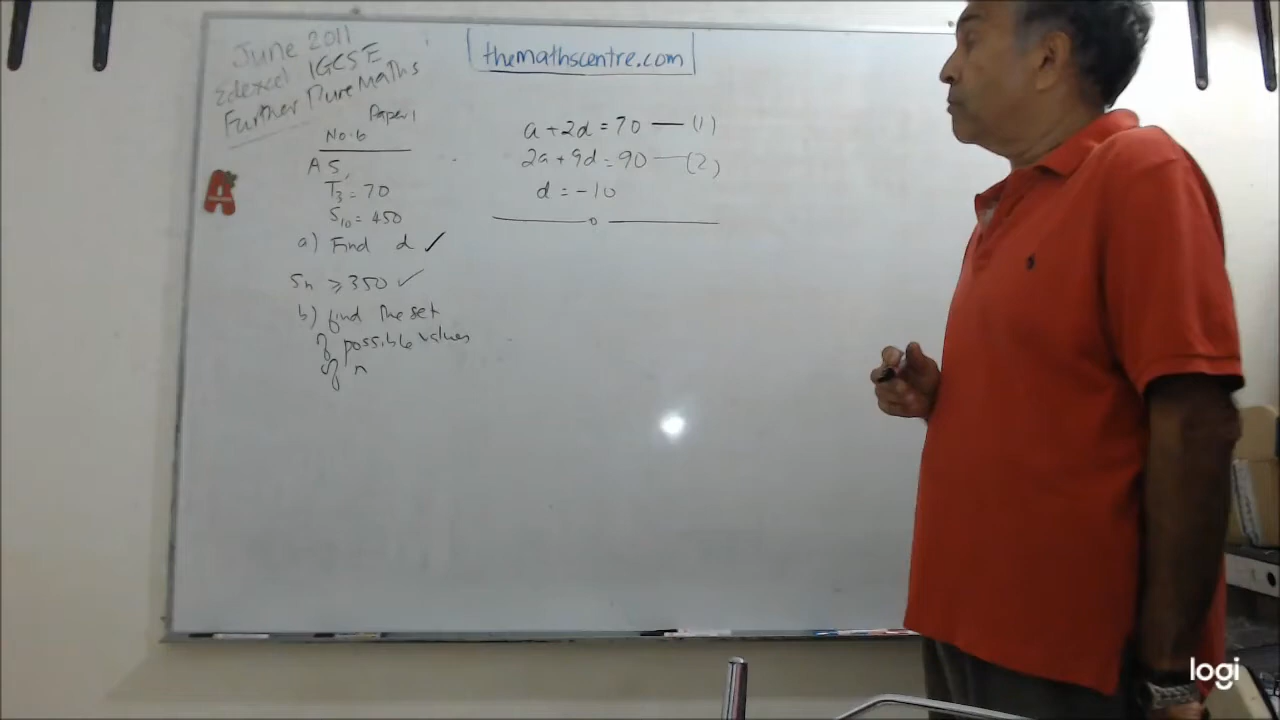 June 2011
Edexcel IGCSE
Further Pure Maths
Paper 1
No. 6
A S,
T3 = 70
S10 = 450
a) Find d ✓
Sn ⩾ 350 ✓
b) find the set
of possible values
of n
themathscentre.com
a + 2d = 70 — (1)
2a + 9d = 90 — (2)
d = -10
A
logi